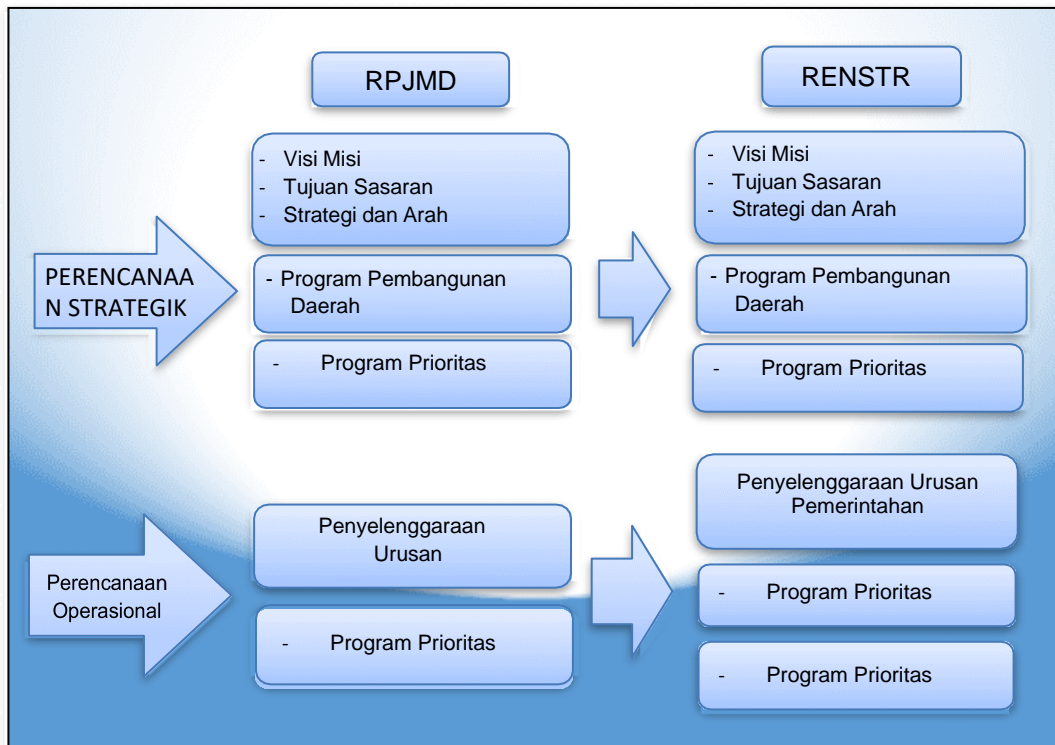 RPJMD
RENSTR
- Visi Misi
- Tujuan Sasaran
- Strategi dan Arah
- Visi Misi
- Tujuan Sasaran
- Strategi dan Arah
PERENCANAA
N STRATEGIK
- Program Pembangunan
Daerah
- Program Pembangunan
Daerah
- Program Prioritas
- Program Prioritas
Perencanaan
Operasional
Penyelenggaraan
Urusan
- Program Prioritas
Penyelenggaraan Urusan
Pemerintahan
- Program Prioritas
- Program Prioritas